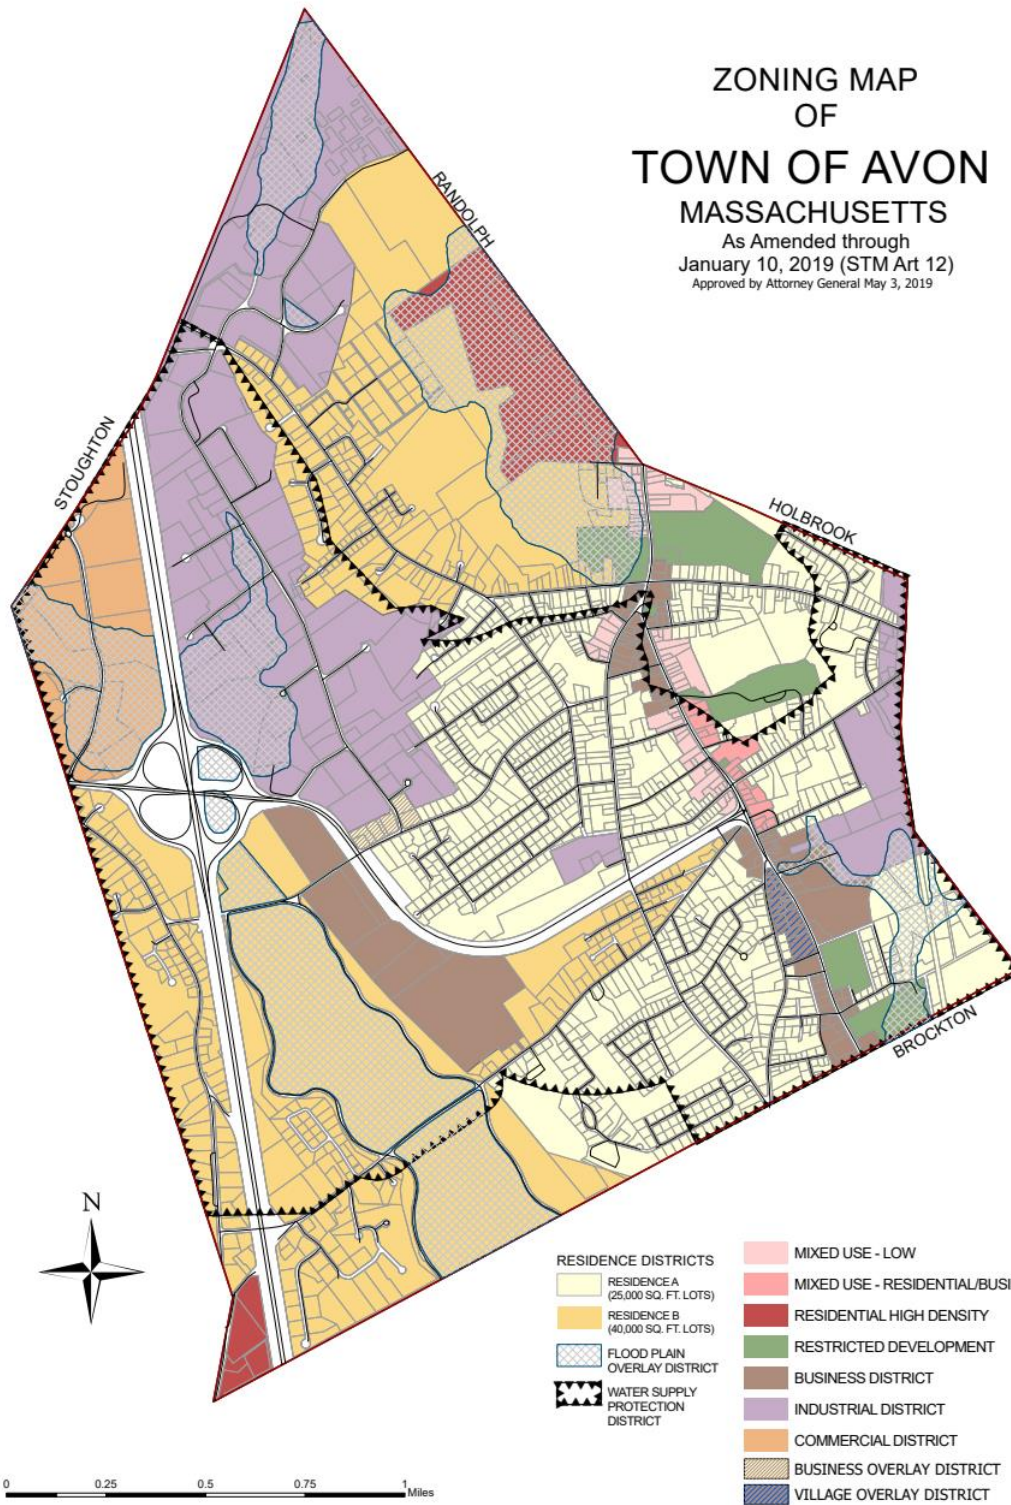 ZONING MAP
OF
TOWN OF AVON
MASSACHUSETTS
As Amended through
January 10, 2019 (STM Art 12)
Approved by Attorney General May 3, 2019
RANDOLPH
STOUGHTON
HOLBROOK
BROCKTON
N
RESIDENCE DISTRICTS
RESIDENCE A
(25,000 SQ. FT. LOTS)
RESIDENCE B
(40,000 SQ. FT. LOTS)
FLOOD PLAIN
OVERLAY DISTRICT
WATER SUPPLY
PROTECTION
DISTRICT
MIXED USE - LOW
MIXED USE - RESIDENTIAL/BUSI
RESIDENTIAL HIGH DENSITY
RESTRICTED DEVELOPMENT
BUSINESS DISTRICT
INDUSTRIAL DISTRICT
COMMERCIAL DISTRICT
BUSINESS OVERLAY DISTRICT
VILLAGE OVERLAY DISTRICT
0 0.25 0.5 0.75 1
Miles